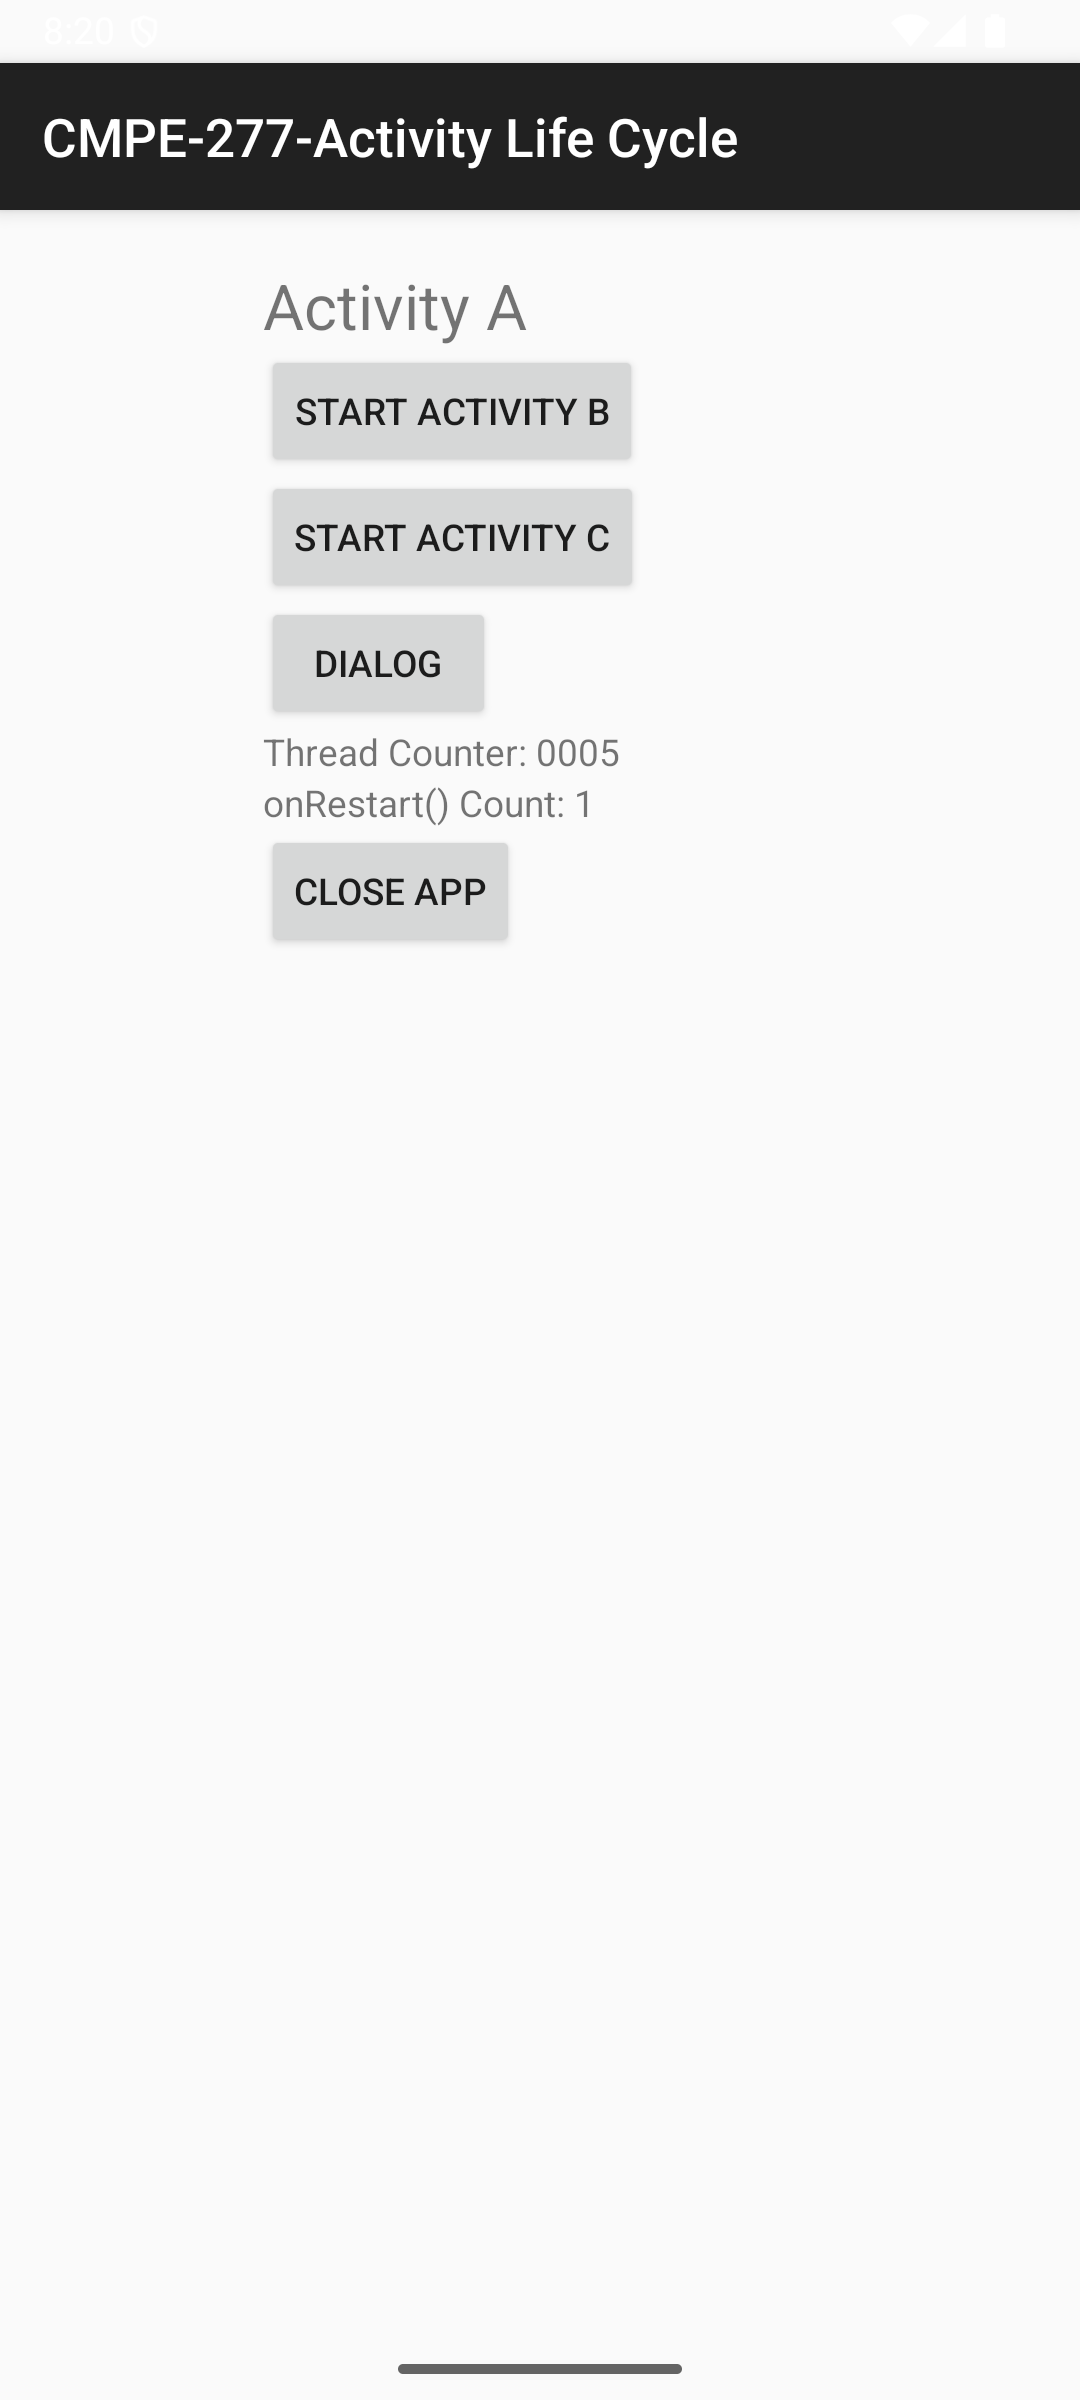 8:20
CMPE-277-Activity Life Cycle
Activity A
START ACTIVITY B
START ACTIVITY C
DIALOG
Thread Counter: 0005
onRestart() Count: 1
CLOSE APP